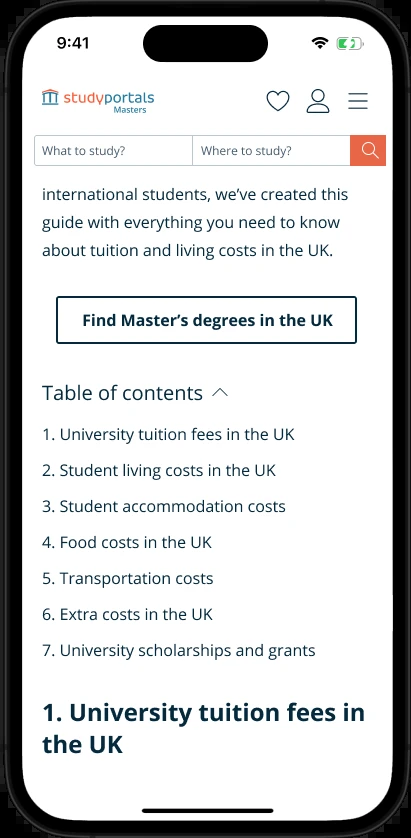 9:41
studyportals
Masters
What to study? Where to study?
international students, we’ve created this
guide with everything you need to know
about tuition and living costs in the UK.
Find Master’s degrees in the UK
Table of contents
1. University tuition fees in the UK
2. Student living costs in the UK
3. Student accommodation costs
4. Food costs in the UK
5. Transportation costs
6. Extra costs in the UK
7. University scholarships and grants
1. University tuition fees in
the UK